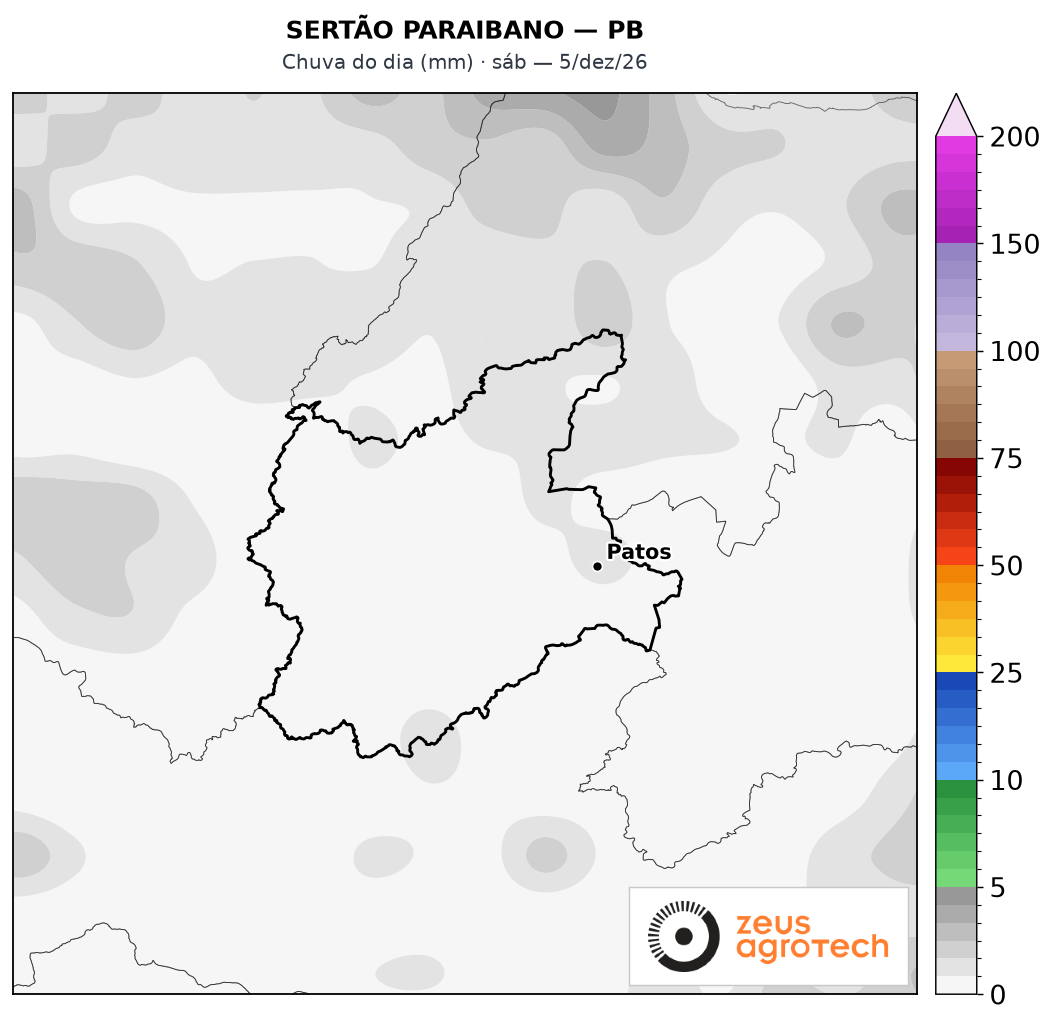 SERTÃO PARAIBANO — PB
Chuva do dia (mm) · sáb — 5/dez/26
200
150
100
75
50
25
10
5
0
Patos
zeus
agrotech